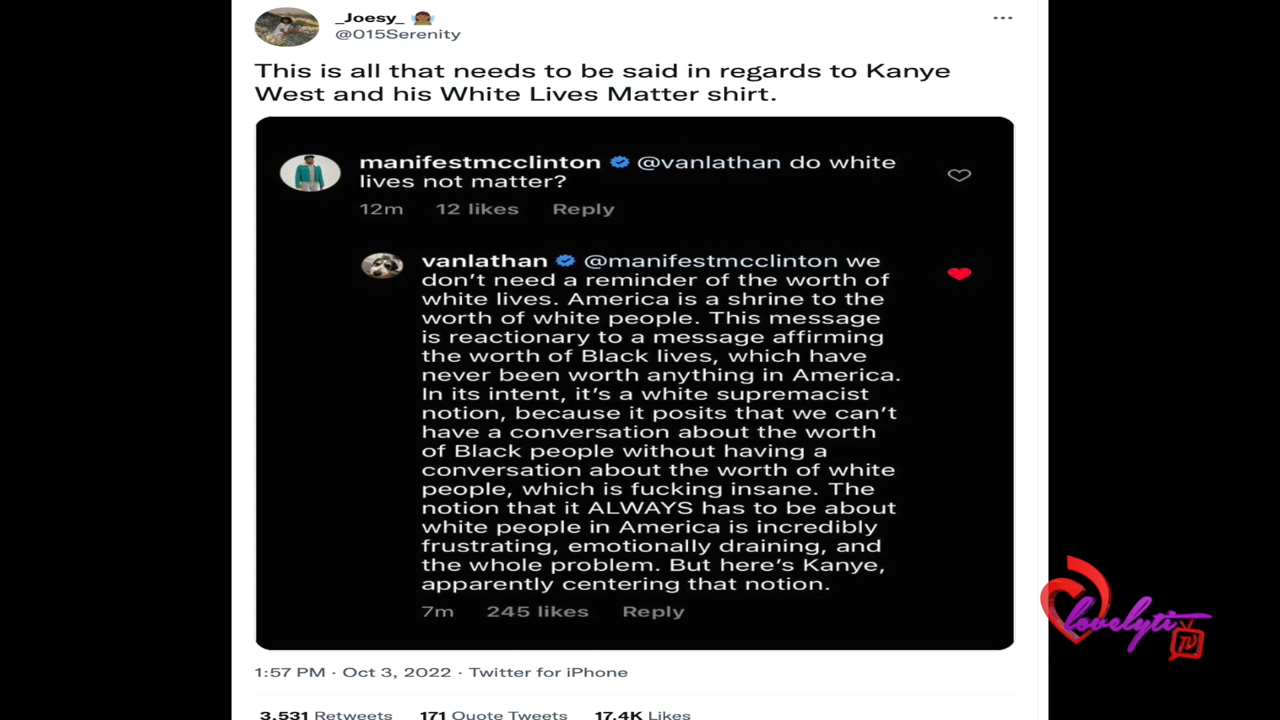 _Joesy_
@015Serenity
This is all that needs to be said in regards to Kanye
West and his White Lives Matter shirt.
manifestmcclinton @vanlathan do white
lives not matter?
12m 12 likes Reply
vanlathan @manifestmcclinton we
don't need a reminder of the worth of
white lives. America is a shrine to the
worth of white people. This message
is reactionary to a message affirming
the worth of Black lives, which have
never been worth anything in America.
In its intent, it's a white supremacist
notion, because it posits that we can't
have a conversation about the worth
of Black people without having a
conversation about the worth of white
people, which is fucking insane. The
notion that it ALWAYS has to be about
white people in America is incredibly
frustrating, emotionally draining, and
the whole problem. But here's Kanye,
apparently centering that notion.
7m 245 likes Reply
lovelyti
TV
1:57 PM · Oct 3, 2022 · Twitter for iPhone
3,531 Retweets 171 Quote Tweets 17.4K Likes